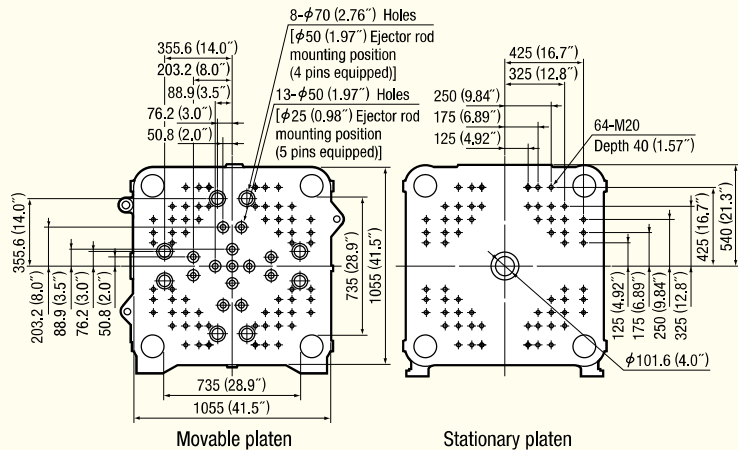 8-ϕ70 (2.76″) Holes
[ϕ50 (1.97″) Ejector rod
mounting position
(4 pins equipped)]
13-ϕ50 (1.97″) Holes
[ϕ25 (0.98″) Ejector rod
mounting position
(5 pins equipped)]
355.6 (14.0″)
203.2 (8.0″)
88.9 (3.5″)
76.2 (3.0″)
50.8 (2.0″)
355.6 (14.0″)
203.2 (8.0″)
88.9 (3.5″)
76.2 (3.0″)
50.8 (2.0″)
735 (28.9″)
1055 (41.5″)
735 (28.9″)
1055 (41.5″)
Movable platen
425 (16.7″)
325 (12.8″)
250 (9.84″)
175 (6.89″)
125 (4.92″)
64-M20
Depth 40 (1.57″)
125 (4.92″)
175 (6.89″)
250 (9.84″)
325 (12.8″)
425 (16.7″)
540 (21.3″)
ϕ101.6 (4.0″)
Stationary platen